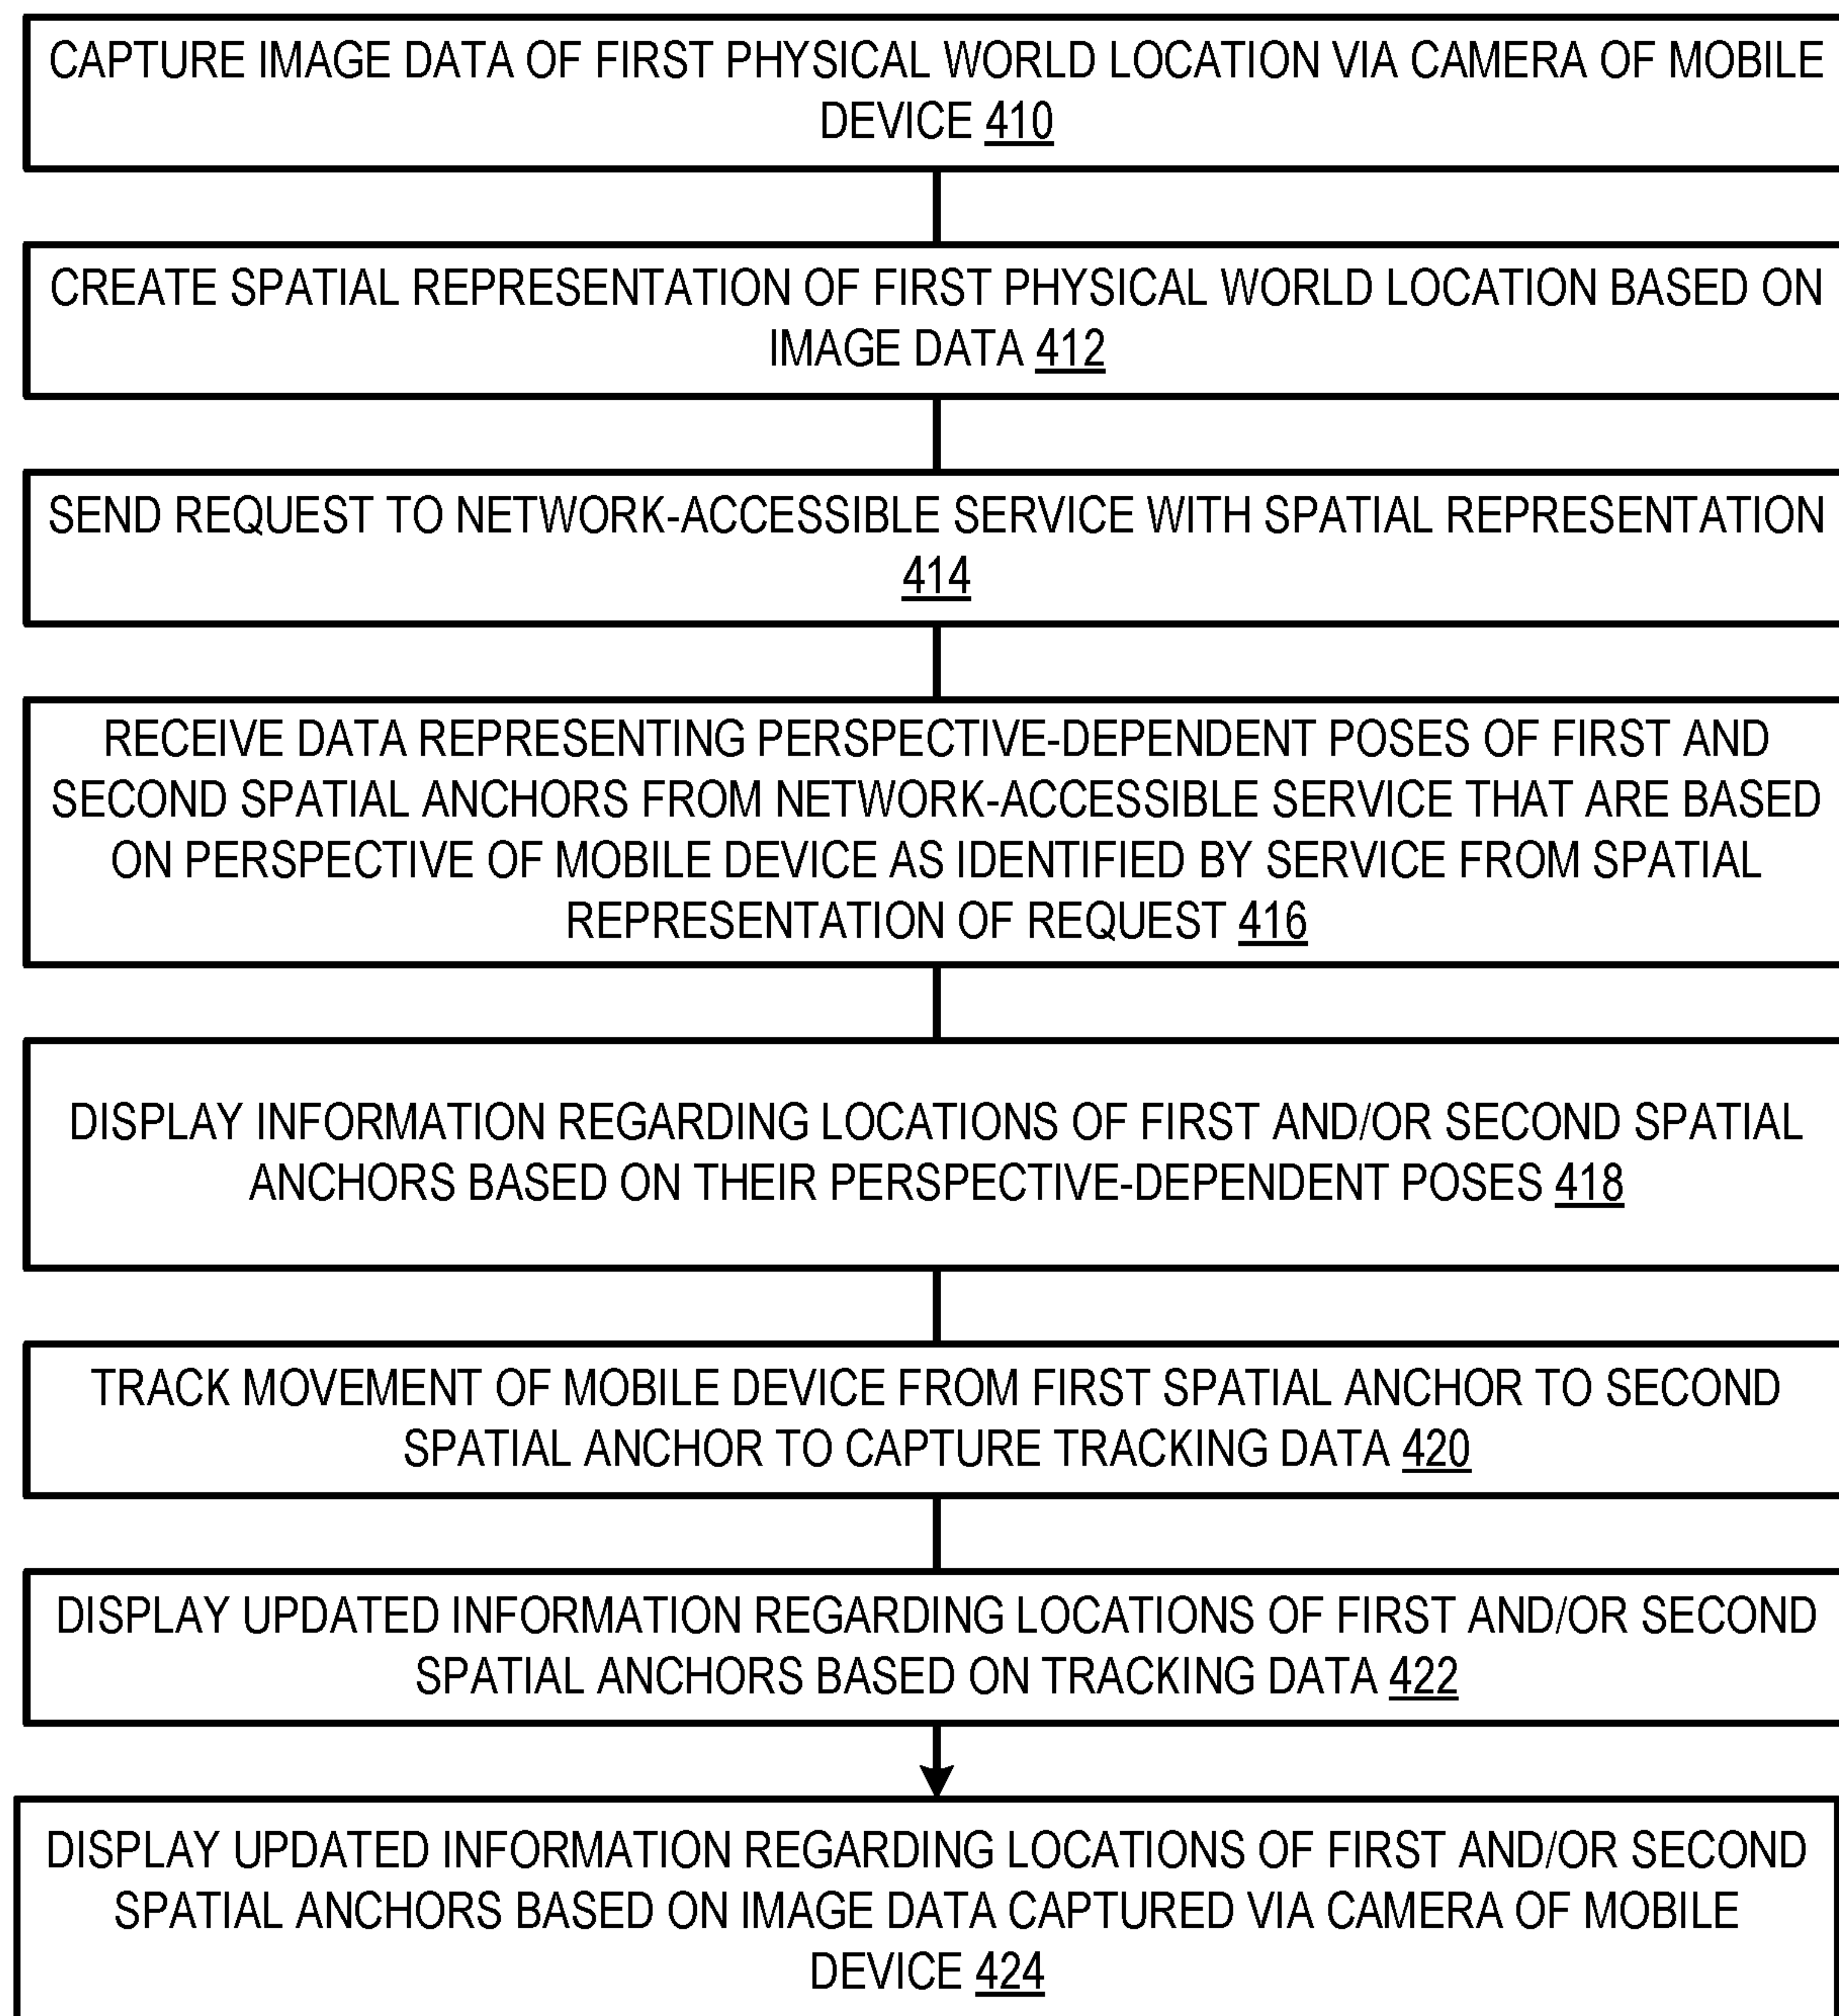 CAPTURE IMAGE DATA OF FIRST PHYSICAL WORLD LOCATION VIA CAMERA OF MOBILE
DEVICE 410
CREATE SPATIAL REPRESENTATION OF FIRST PHYSICAL WORLD LOCATION BASED ON
IMAGE DATA 412
SEND REQUEST TO NETWORK-ACCESSIBLE SERVICE WITH SPATIAL REPRESENTATION
414
RECEIVE DATA REPRESENTING PERSPECTIVE-DEPENDENT POSES OF FIRST AND
SECOND SPATIAL ANCHORS FROM NETWORK-ACCESSIBLE SERVICE THAT ARE BASED
ON PERSPECTIVE OF MOBILE DEVICE AS IDENTIFIED BY SERVICE FROM SPATIAL
REPRESENTATION OF REQUEST 416
DISPLAY INFORMATION REGARDING LOCATIONS OF FIRST AND/OR SECOND SPATIAL
ANCHORS BASED ON THEIR PERSPECTIVE-DEPENDENT POSES 418
TRACK MOVEMENT OF MOBILE DEVICE FROM FIRST SPATIAL ANCHOR TO SECOND
SPATIAL ANCHOR TO CAPTURE TRACKING DATA 420
DISPLAY UPDATED INFORMATION REGARDING LOCATIONS OF FIRST AND/OR SECOND
SPATIAL ANCHORS BASED ON TRACKING DATA 422
DISPLAY UPDATED INFORMATION REGARDING LOCATIONS OF FIRST AND/OR SECOND
SPATIAL ANCHORS BASED ON IMAGE DATA CAPTURED VIA CAMERA OF MOBILE
DEVICE 424